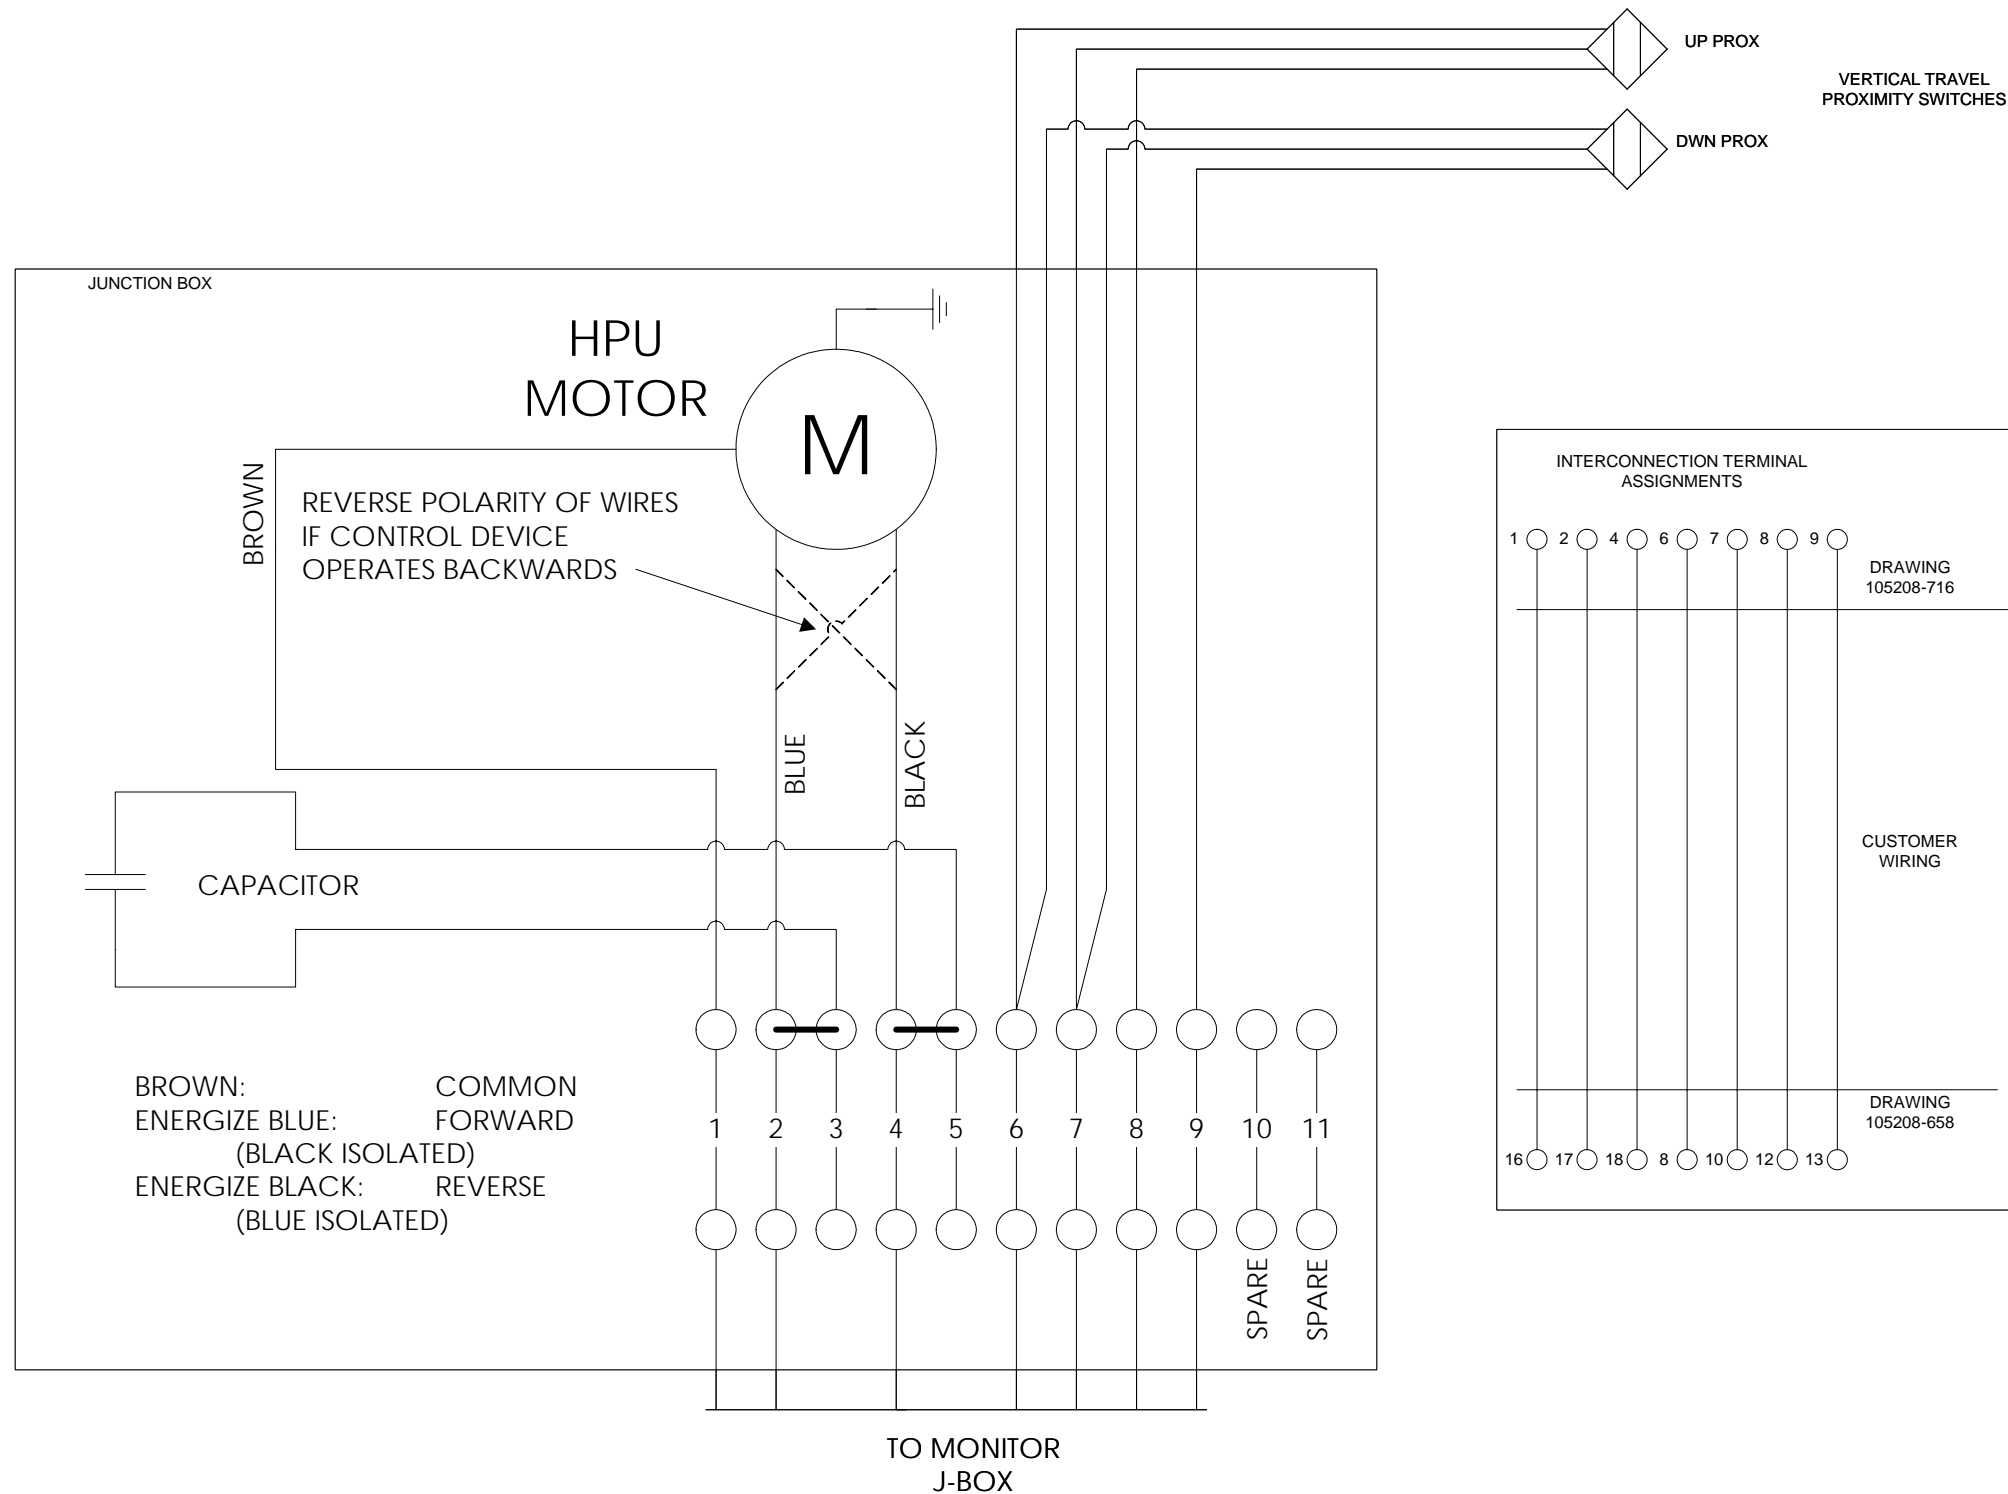 UP PROX
VERTICAL TRAVEL
PROXIMITY SWITCHES
DWN PROX
JUNCTION BOX
HPU
MOTOR
M
BROWN
REVERSE POLARITY OF WIRES
IF CONTROL DEVICE
OPERATES BACKWARDS
BLUE
BLACK
CAPACITOR
BROWN: COMMON
ENERGIZE BLUE: FORWARD
(BLACK ISOLATED)
ENERGIZE BLACK: REVERSE
(BLUE ISOLATED)
1 2 3 4 5 6 7 8 9 10 11
SPARE
SPARE
TO MONITOR
J-BOX
INTERCONNECTION TERMINAL
ASSIGNMENTS
1 2 4 6 7 8 9
DRAWING
105208-716
CUSTOMER
WIRING
DRAWING
105208-658
16 17 18 8 10 12 13